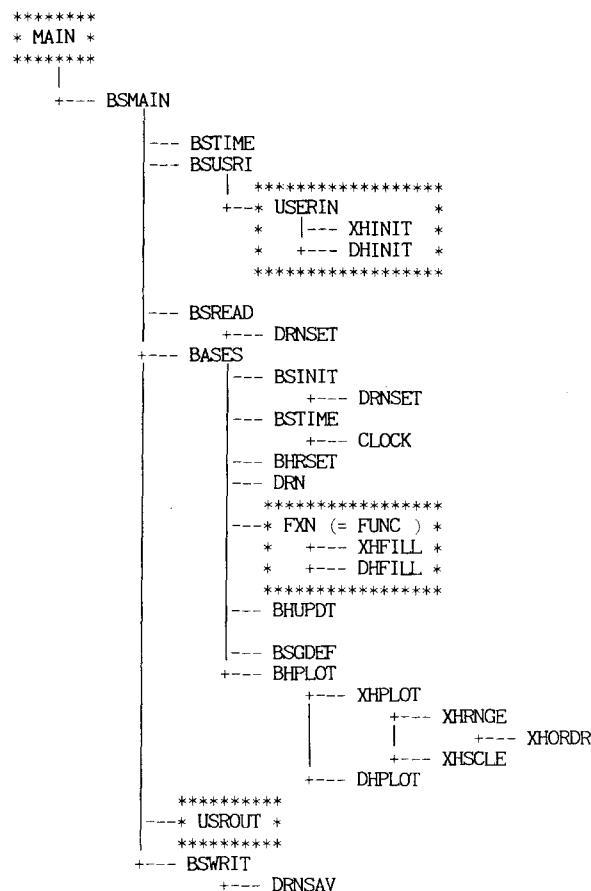 ********
* MAIN *
********
|
+--- BSMAIN
|--- BSTIME
|--- BSUSRI
| *****************
+--* USERIN *
* |--- XHINIT *
* +--- DHINIT *
*****************
|--- BSREAD
| +--- DRNSET
+--- BASES
|--- BSINIT
| +--- DRNSET
|--- BSTIME
| +--- CLOCK
|--- BHRSET
|--- DRN
| *****************
|---* FXN (= FUNC ) *
| * +--- XHFILL *
| * +--- DHFILL *
| *****************
|--- BHUPDT
|--- BSGDEF
+--- BHPLOT
+--- XHPLOT
| +--- XHRNGE
| | +--- XHORDR
| +--- XHSCLE
+--- DHPLOT
**********
|---* USROUT *
**********
+--- BSWRIT
+--- DRNSAV